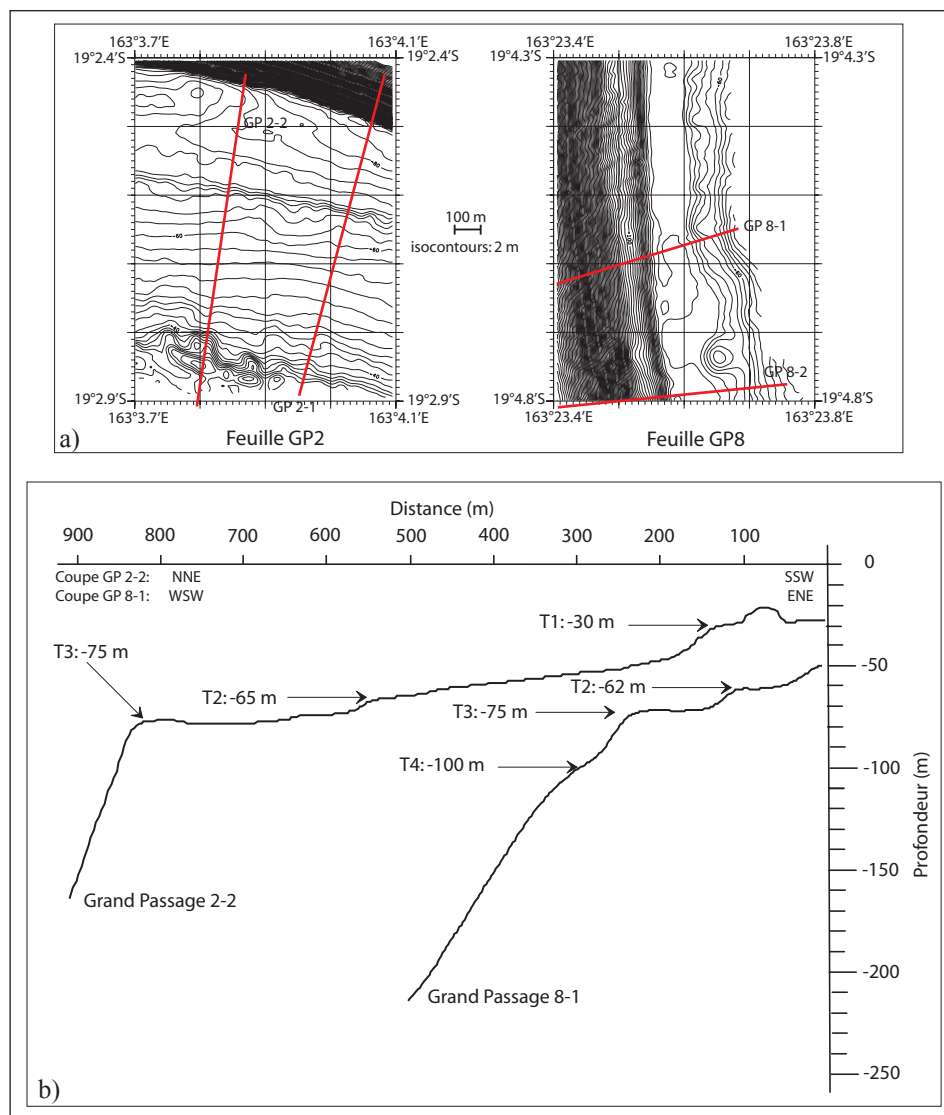 163°3.7'E 163°4.1'E 163°23.4'E 163°23.8'E
19°2.4'S 19°2.4'S 19°4.3'S 19°4.3'S
-40
GP 2-2
-80
100 m
GP 8-1
-60
isocontours: 2 m
-60
-40
GP 8-2
-40
19°2.9'S 19°2.9'S 19°4.8'S 19°4.8'S
163°3.7'E GP 2-1 163°4.1'E 163°23.4'E 163°23.8'E
a) Feuille GP2 Feuille GP8
Distance (m)
900 800 700 600 500 400 300 200 100
0
Coupe GP 2-2: NNE SSW
Coupe GP 8-1: WSW ENE
T1: -30 m
T3: -75 m
-50
T2: -65 m
T2: -62 m
T3: -75 m
T4: -100 m
-100
Profondeur (m)
-150
Grand Passage 2-2
-200
Grand Passage 8-1
-250
b)